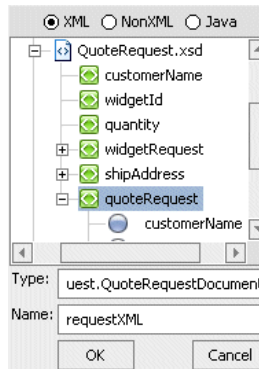 XML NonXML Java
QuoteRequest.xsd
customerName
widgetId
quantity
widgetRequest
shipAddress
quoteRequest
customerName
Type: uest.QuoteRequestDocument
Name: requestXML
OK Cancel